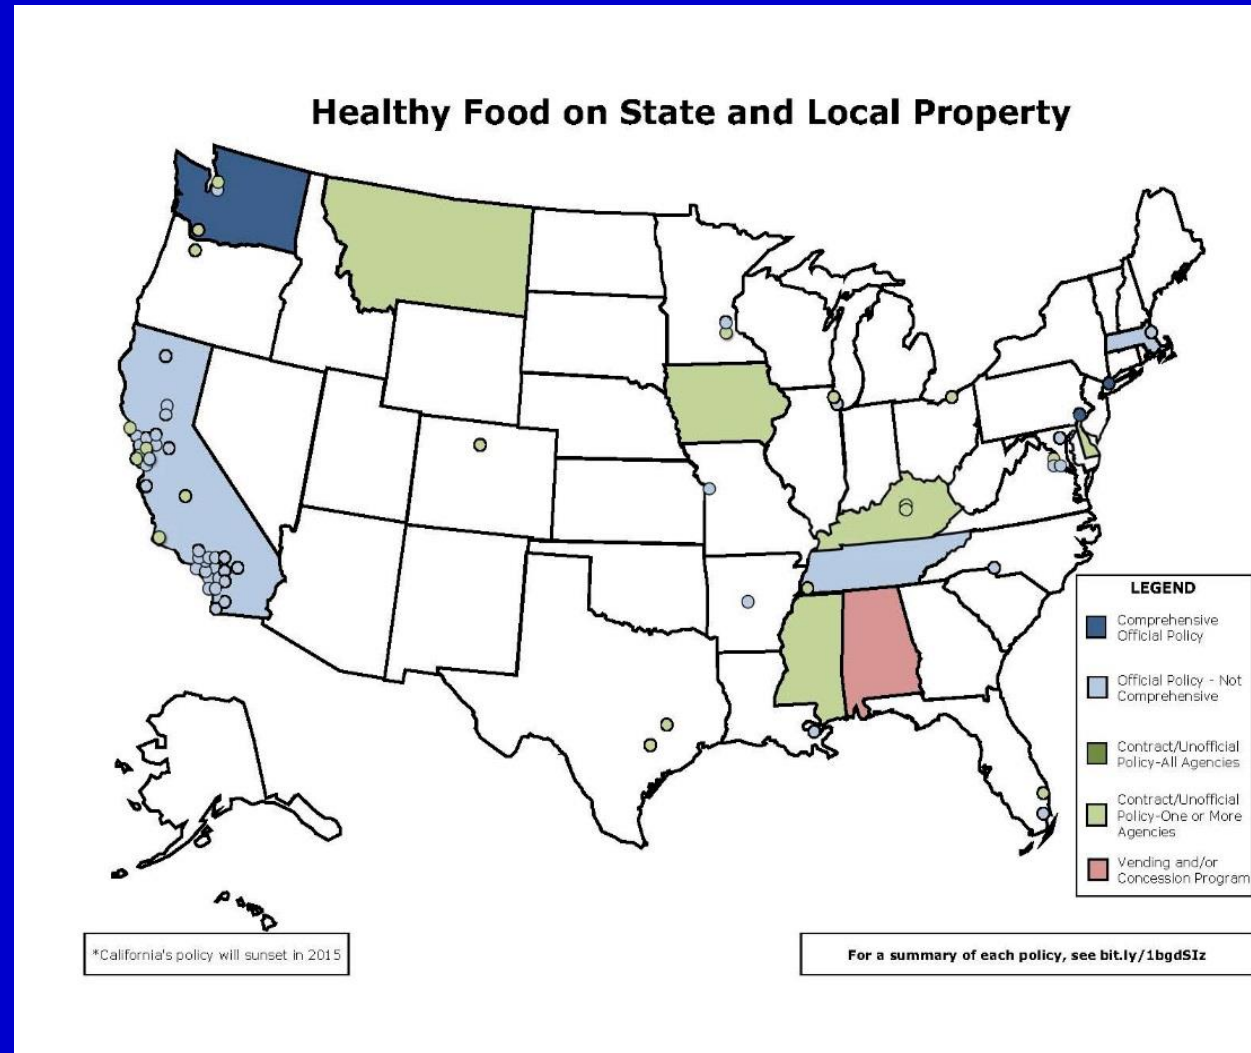 Healthy Food on State and Local Property
LEGEND
Comprehensive
Official Policy
Official Policy - Not
Comprehensive
Contract/Unofficial
Policy-All Agencies
Contract/Unofficial
Policy-One or More
Agencies
Vending and/or
Concession Program
*California's policy will sunset in 2015
For a summary of each policy, see bit.ly/1bgdSIz